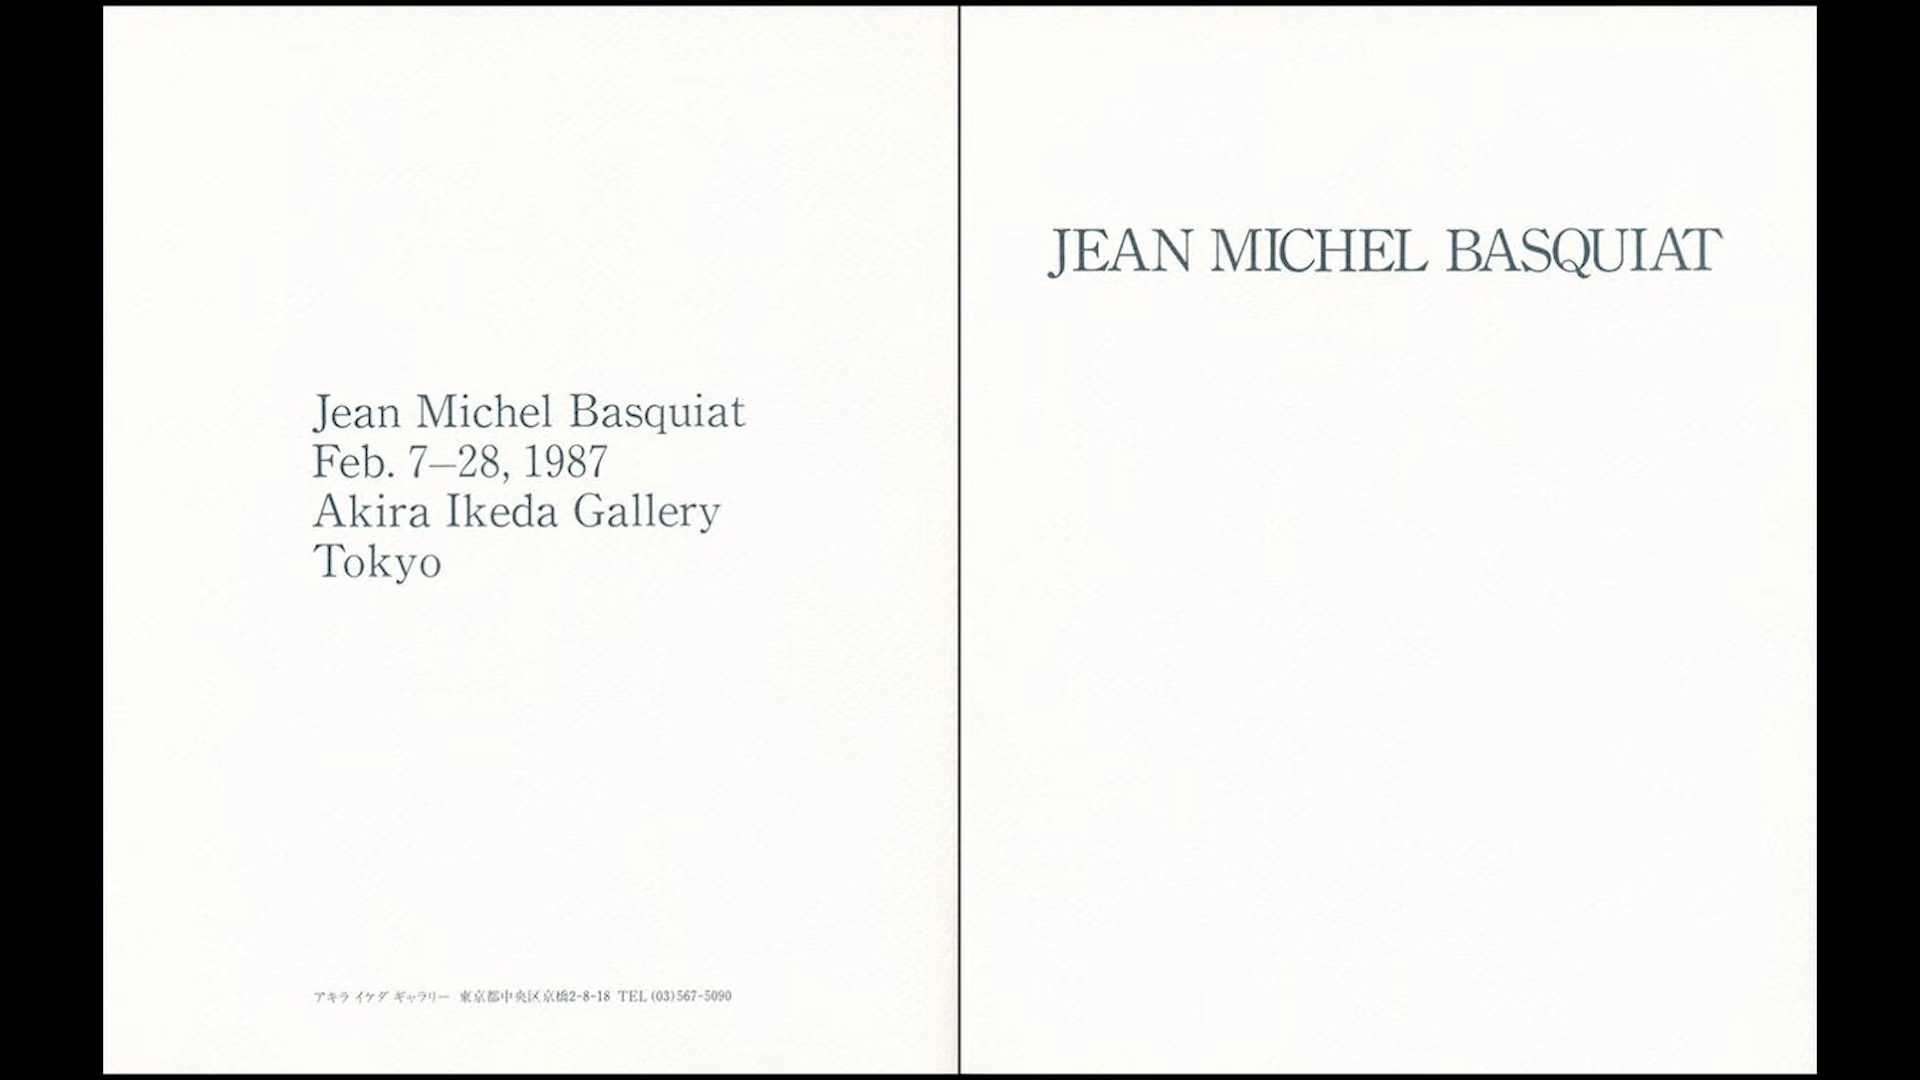 Jean Michel Basquiat
Feb. 7–28, 1987
Akira Ikeda Gallery
Tokyo
アキラ イケダ ギャラリー 東京都中央区京橋2-8-18 TEL (03)567-5090
JEAN MICHEL BASQUIAT